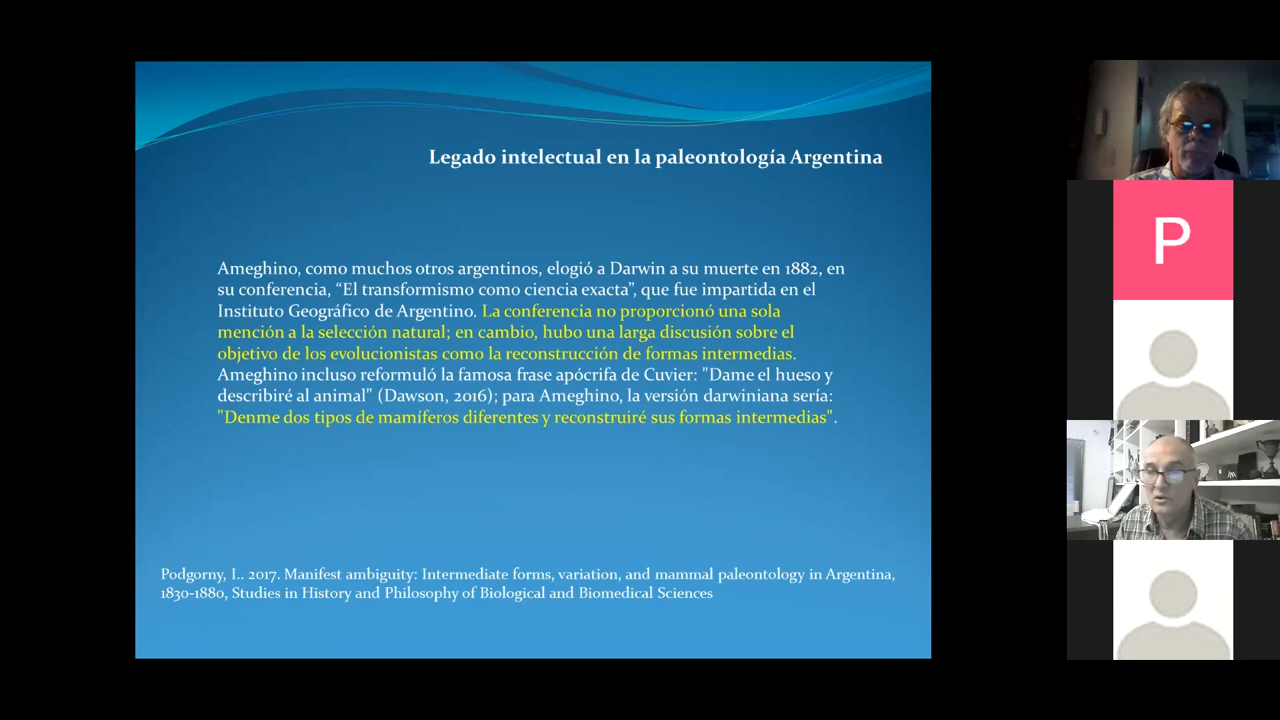 Legado intelectual en la paleontología Argentina
Ameghino, como muchos otros argentinos, elogió a Darwin a su muerte en 1882, en
su conferencia, “El transformismo como ciencia exacta”, que fue impartida en el
Instituto Geográfico de Argentino. La conferencia no proporcionó una sola
mención a la selección natural; en cambio, hubo una larga discusión sobre el
objetivo de los evolucionistas como la reconstrucción de formas intermedias.
Ameghino incluso reformuló la famosa frase apócrifa de Cuvier: "Dame el hueso y
describiré al animal” (Dawson, 2016); para Ameghino, la versión darwiniana sería:
"Denme dos tipos de mamíferos diferentes y reconstruiré sus formas intermedias".
Podgorny, I.. 2017. Manifest ambiguity: Intermediate forms, variation, and mammal paleontology in Argentina,
1830-1880, Studies in History and Philosophy of Biological and Biomedical Sciences
P